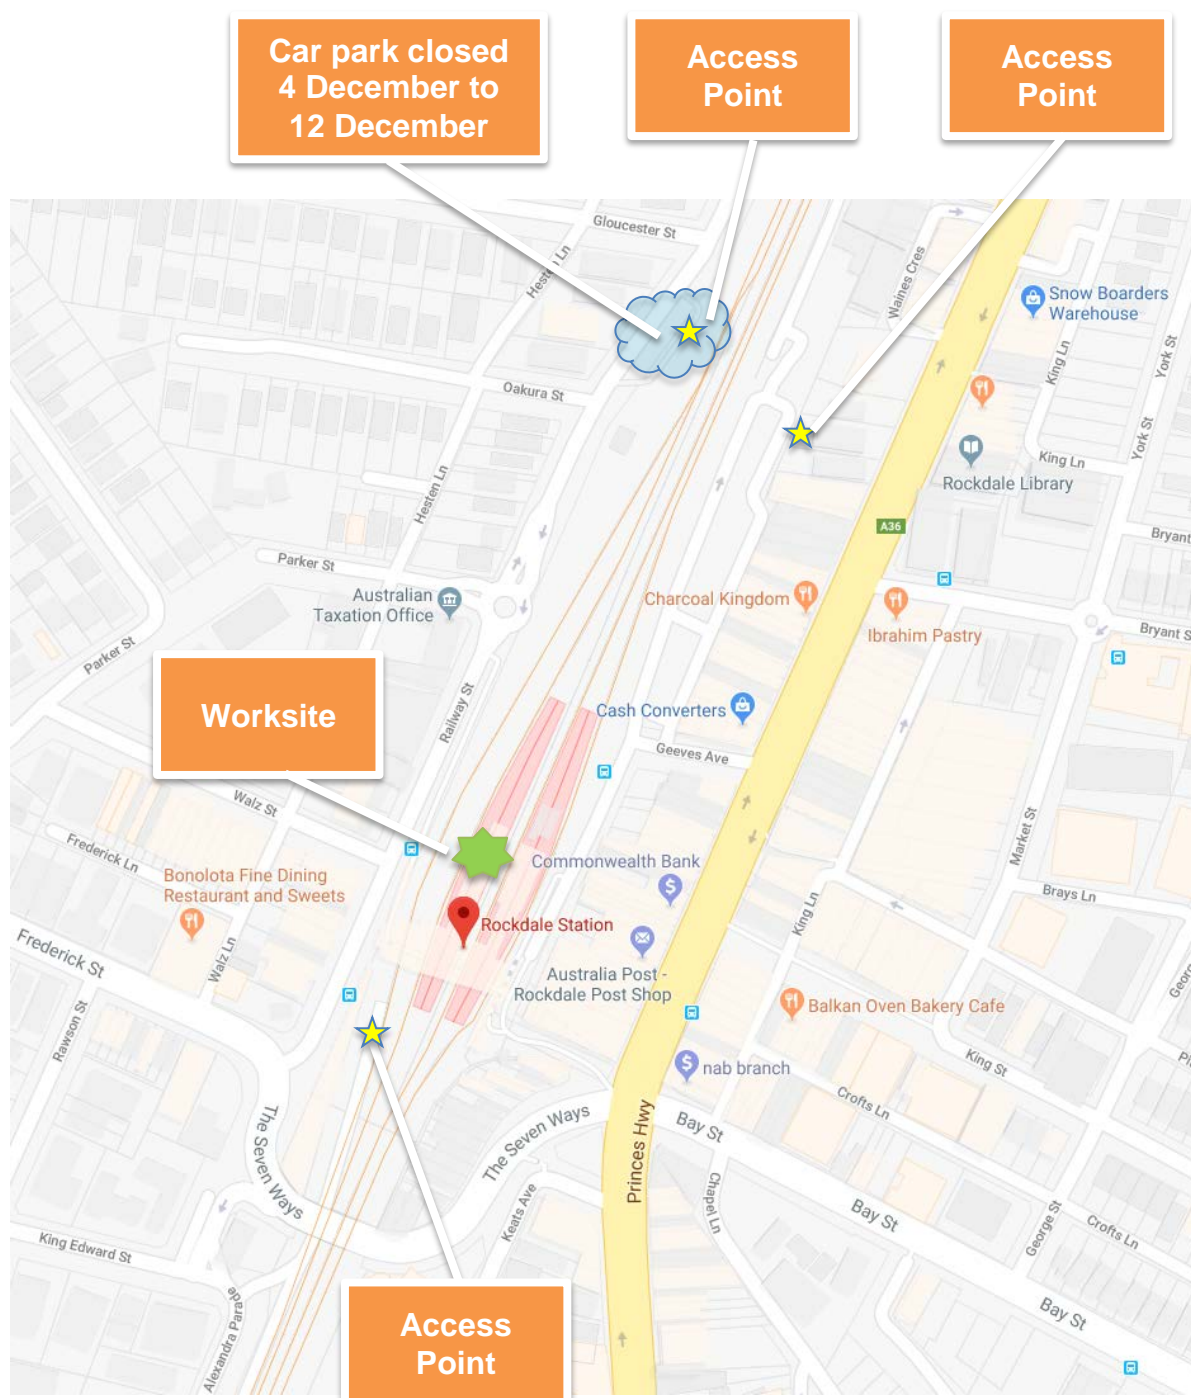 Car park closed
4 December to
12 December
Access
Point
Access
Point
Gloucester St
Hesten Ln
Waines Cres
Snow Boarders
Warehouse
King Ln
York St
Oakura St
York St
King Ln
Rockdale Library
Hesten Ln
A36
Bryant
Parker St
Australian
Taxation Office
Charcoal Kingdom
Ibrahim Pastry
Bryant S
Parker St
Worksite
Railway St
Cash Converters
Geeves Ave
Walz St
Market St
Frederick Ln
Commonwealth Bank
Bonolota Fine Dining
Restaurant and Sweets
Brays Ln
King Ln
Rockdale Station
Frederick St
Walz Ln
Australia Post -
Rockdale Post Shop
Georg
Balkan Oven Bakery Cafe
Rawson St
King St
Pl
nab branch
Crofts Ln
The Seven Ways
The Seven Ways
Princes Hwy
Bay St
Chapel Ln
Keats Ave
Bay St
George St
Crofts Ln
King Edward St
Alexandra Parade
Bay St
Access
Point